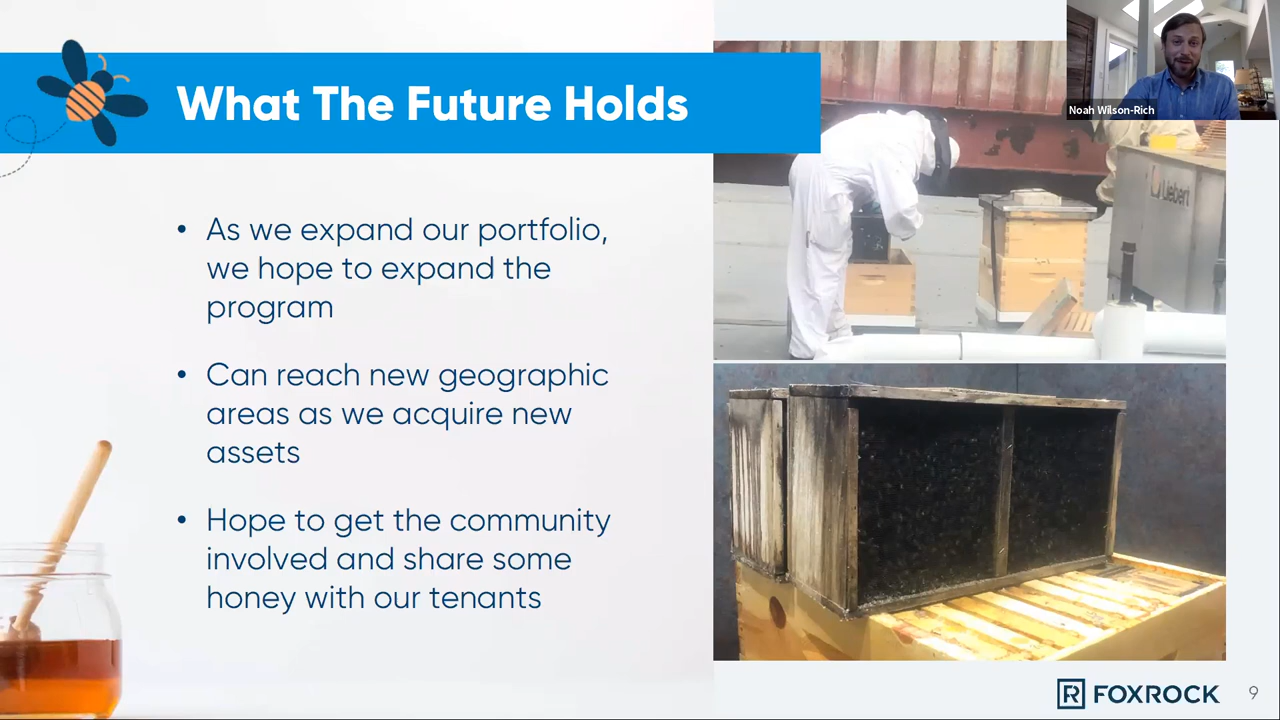 What The Future Holds
• As we expand our portfolio,
we hope to expand the
program
• Can reach new geographic
areas as we acquire new
assets
• Hope to get the community
involved and share some
honey with our tenants
Noah Wilson-Rich
Liebert
FOXROCK
9